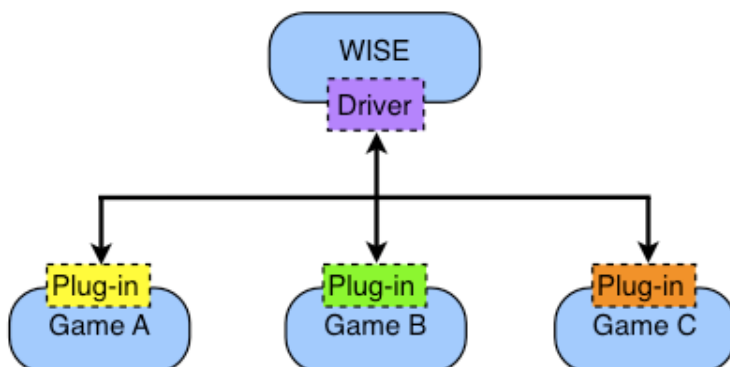 WISE
Driver
Plug-in
Plug-in
Plug-in
Game A
Game B
Game C